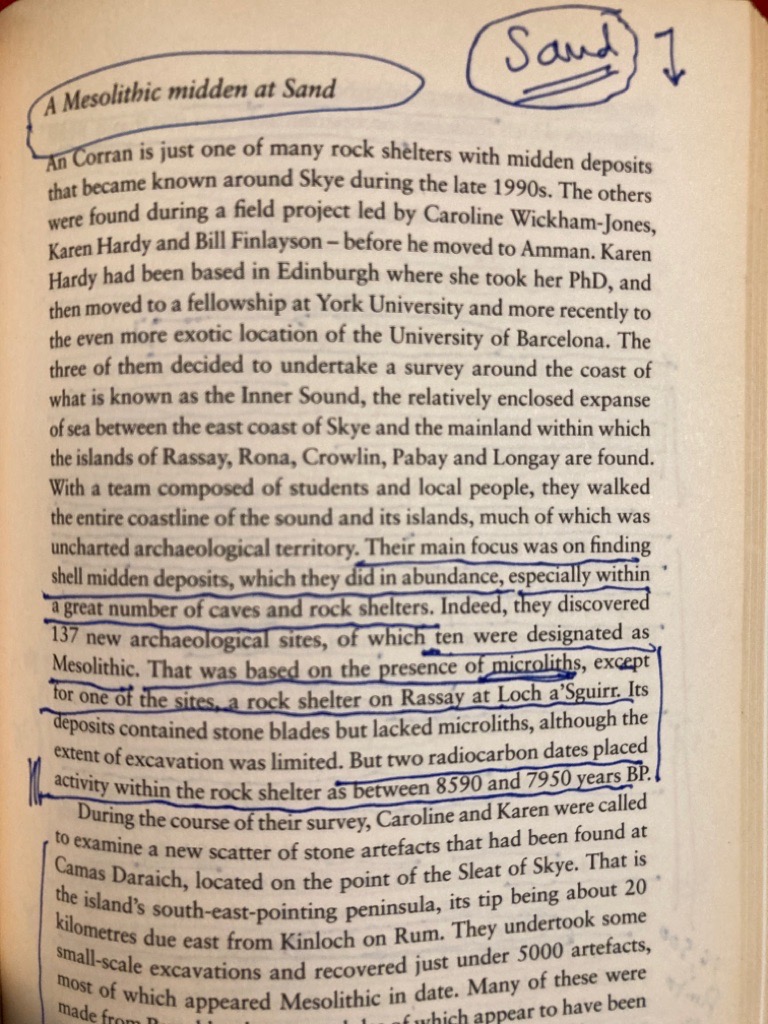 Sand
A Mesolithic midden at Sand
An Corran is just one of many rock shelters with midden deposits
that became known around Skye during the late 1990s. The others
were found during a field project led by Caroline Wickham-Jones,
Karen Hardy and Bill Finlayson – before he moved to Amman. Karen
Hardy had been based in Edinburgh where she took her PhD, and
then moved to a fellowship at York University and more recently to
the even more exotic location of the University of Barcelona. The
three of them decided to undertake a survey around the coast of
what is known as the Inner Sound, the relatively enclosed expanse
of sea between the east coast of Skye and the mainland within which
the islands of Rassay, Rona, Crowlin, Pabay and Longay are found.
With a team composed of students and local people, they walked
the entire coastline of the sound and its islands, much of which was
uncharted archaeological territory. Their main focus was on finding
shell midden deposits, which they did in abundance, especially within
a great number of caves and rock shelters. Indeed, they discovered
137 new archaeological sites, of which ten were designated as
Mesolithic. That was based on the presence of microliths, except
for one of the sites, a rock shelter on Rassay at Loch a'Sguirr. Its
deposits contained stone blades but lacked microliths, although the
extent of excavation was limited. But two radiocarbon dates placed
activity within the rock shelter as between 8590 and 7950 years BP.
During the course of their survey, Caroline and Karen were called
to examine a new scatter of stone artefacts that had been found at
Camas Daraich, located on the point of the Sleat of Skye. That is
the island's south-east-pointing peninsula, its tip being about 20
kilometres due east from Kinloch on Rum. They undertook some
small-scale excavations and recovered just under 5000 artefacts,
most of which appeared Mesolithic in date. Many of these were
made from of which appear to have been